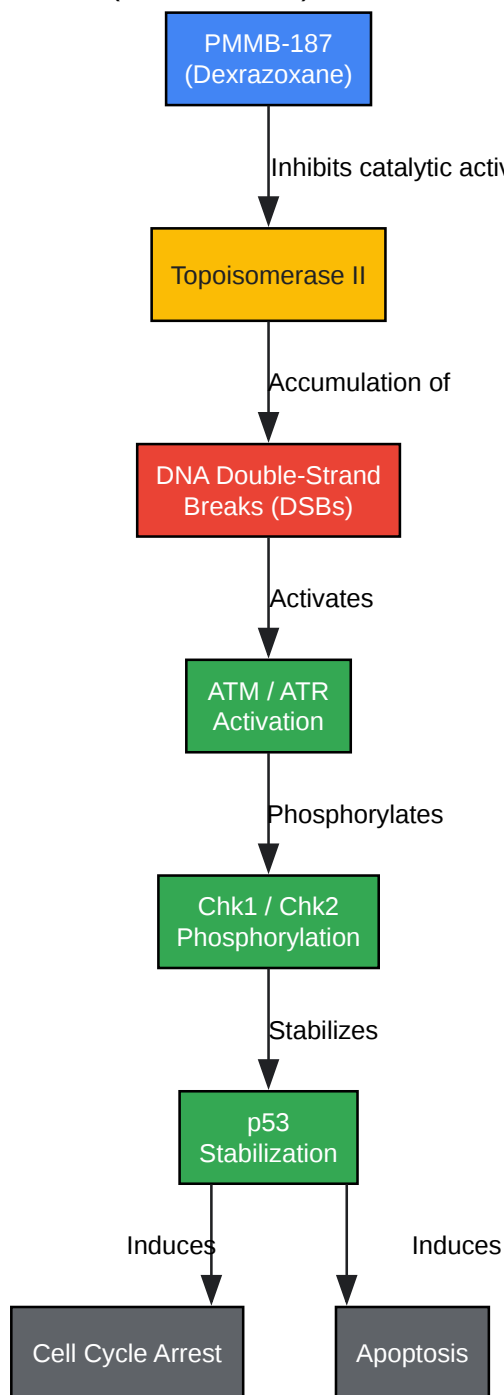 PMMB-187
(Dexrazoxane)
Inhibits catalytic
Topoisomerase II
Accumulation of
DNA Double-Strand
Breaks (DSBs)
Activates
ATM / ATR
Activation
Phosphorylates
Chk1 / Chk2
Phosphorylation
Stabilizes
p53
Stabilization
Induces
Induces
Cell Cycle Arrest
Apoptosis